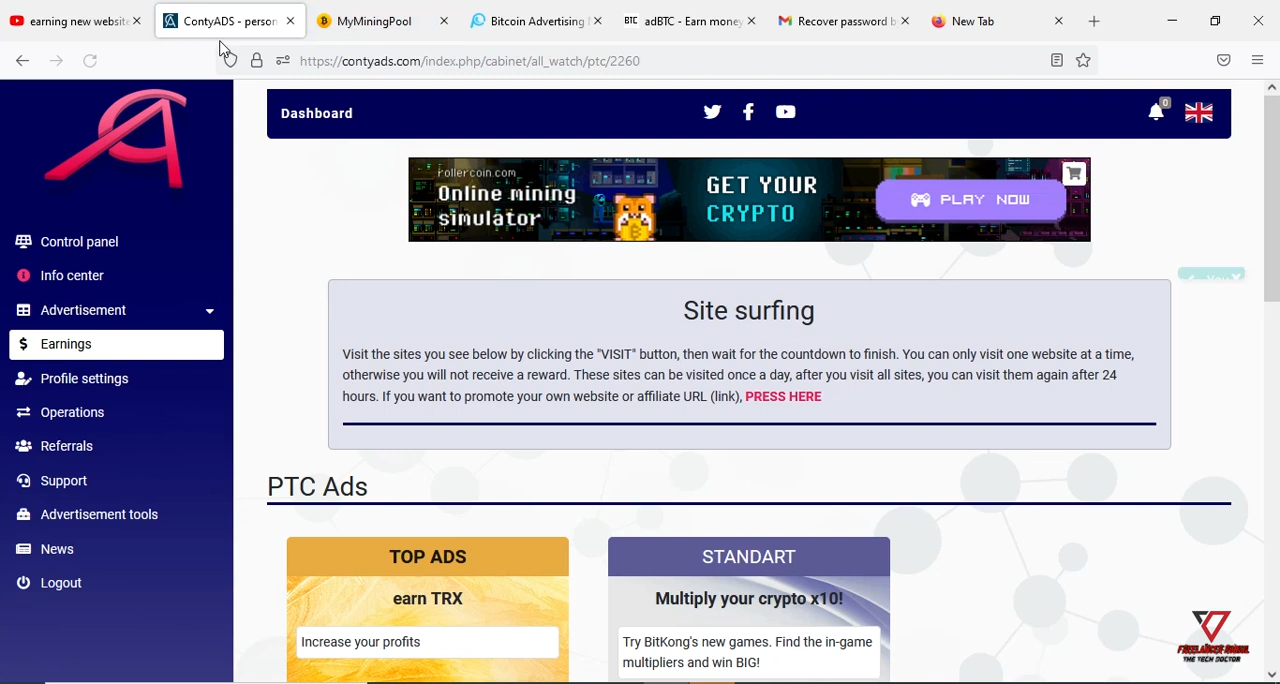 earning new website
ContyADS - person
MyMiningPool
Bitcoin Advertising
BTC adBTC - Earn money
Recover password b
New Tab
https://contyads.com/index.php/cabinet/all_watch/ptc/2260
Dashboard
0
rollercoin.com
Online mining
simulator
GET YOUR
CRYPTO
PLAY NOW
Control panel
Info center
Advertisement
Earnings
Profile settings
Operations
Referrals
Support
Advertisement tools
News
Logout
Site surfing
Visit the sites you see below by clicking the "VISIT" button, then wait for the countdown to finish. You can only visit one website at a time,
otherwise you will not receive a reward. These sites can be visited once a day, after you visit all sites, you can visit them again after 24
hours. If you want to promote your own website or affiliate URL (link), PRESS HERE
PTC Ads
TOP ADS
earn TRX
Increase your profits
STANDART
Multiply your crypto x10!
Try BitKong's new games. Find the in-game
multipliers and win BIG!
THE TECH DOCTOR